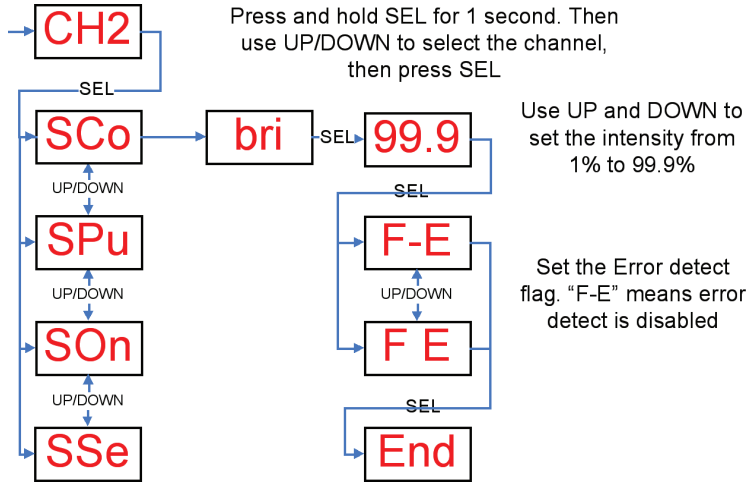 CH2
Press and hold SEL for 1 second. Then
use UP/DOWN to select the channel,
then press SEL
SEL
SCo
bri
SEL
99.9
Use UP and DOWN to
set the intensity from
1% to 99.9%
UP/DOWN
SEL
SPu
F-E
Set the Error detect
flag. “F-E” means error
detect is disabled
UP/DOWN
UP/DOWN
SOn
F E
UP/DOWN
SEL
SSe
End